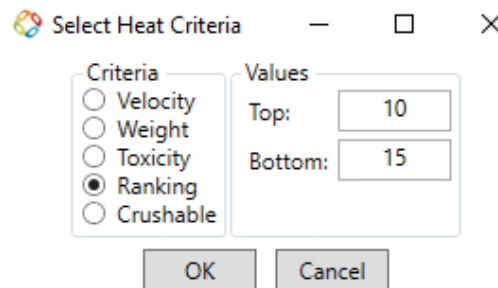 Select Heat Criteria
Criteria
Velocity
Weight
Toxicity
Ranking
Crushable
Values
Top: 10
Bottom: 15
OK Cancel